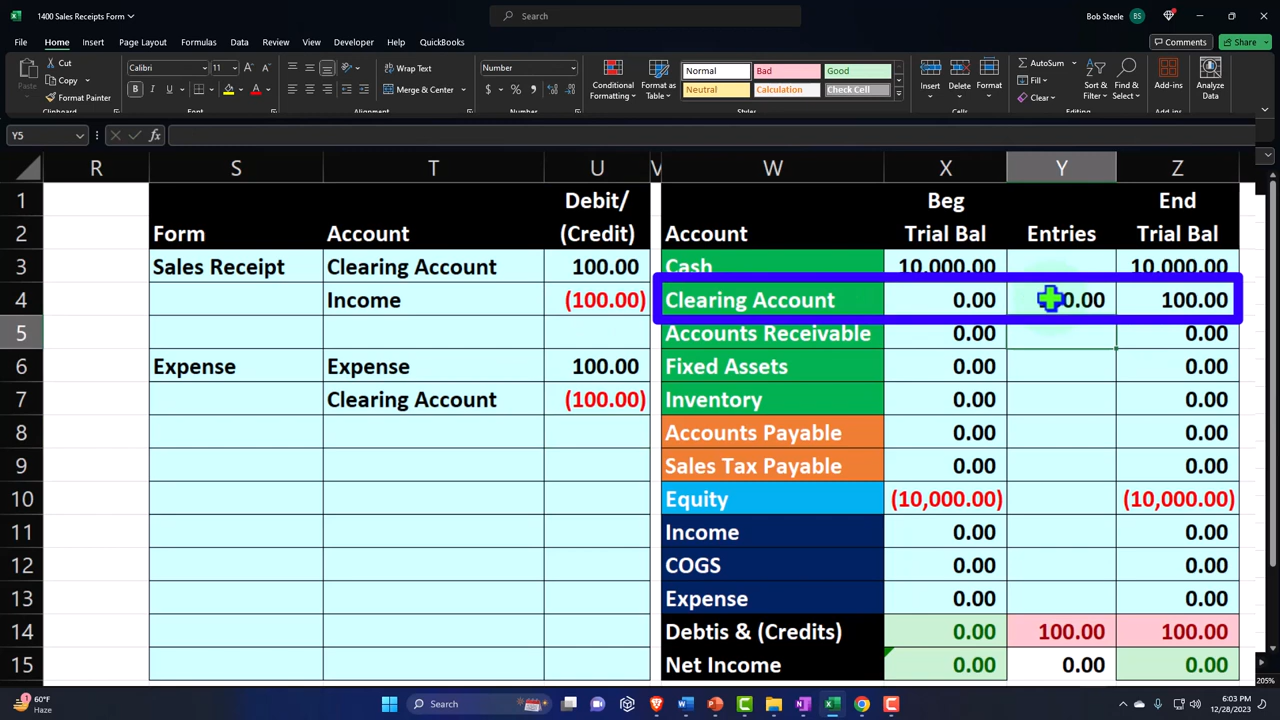 1400 Sales Receipts Form
Search
Bob Steele
BS
File
Home
Insert
Page Layout
Formulas
Data
Review
View
Developer
Help
QuickBooks
Comments
Share
Paste
Cut
Copy
Format Painter
Calibri
11
B I U
Wrap Text
Merge & Center
Number
$ %
Conditional
Formatting
Format as
Table
Normal
Bad
Good
Neutral
Calculation
Check Cell
Insert
Delete
Format
AutoSum
Fill
Clear
Sort &
Filter
Find &
Select
Add-ins
Analyze
Data
Y5
fx
R S T U V W X Y Z
1 Debit/ Beg End
2 Form Account (Credit) Account Trial Bal Entries Trial Bal
3 Sales Receipt Clearing Account 100.00 Cash 10,000.00 10,000.00
4 Income (100.00) Clearing Account 0.00 0.00 100.00
5 Accounts Receivable 0.00 0.00
6 Expense Expense 100.00 Fixed Assets 0.00 0.00
7 Clearing Account (100.00) Inventory 0.00 0.00
8 Accounts Payable 0.00 0.00
9 Sales Tax Payable 0.00 0.00
10 Equity (10,000.00) (10,000.00)
11 Income 0.00 0.00
12 COGS 0.00 0.00
13 Expense 0.00 0.00
14 Debtis & (Credits) 0.00 100.00 100.00
15 Net Income 0.00 0.00 0.00
205%
60°F
Haze
Search
6:03 PM
12/28/2023